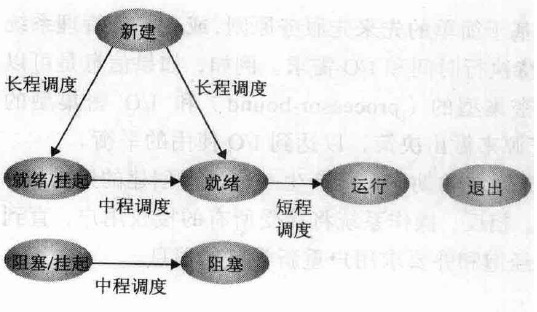 新建
长程调度 长程调度
就绪/挂起 就绪 运行 退出
中程调度 短程
调度
阻塞/挂起 阻塞
中程调度